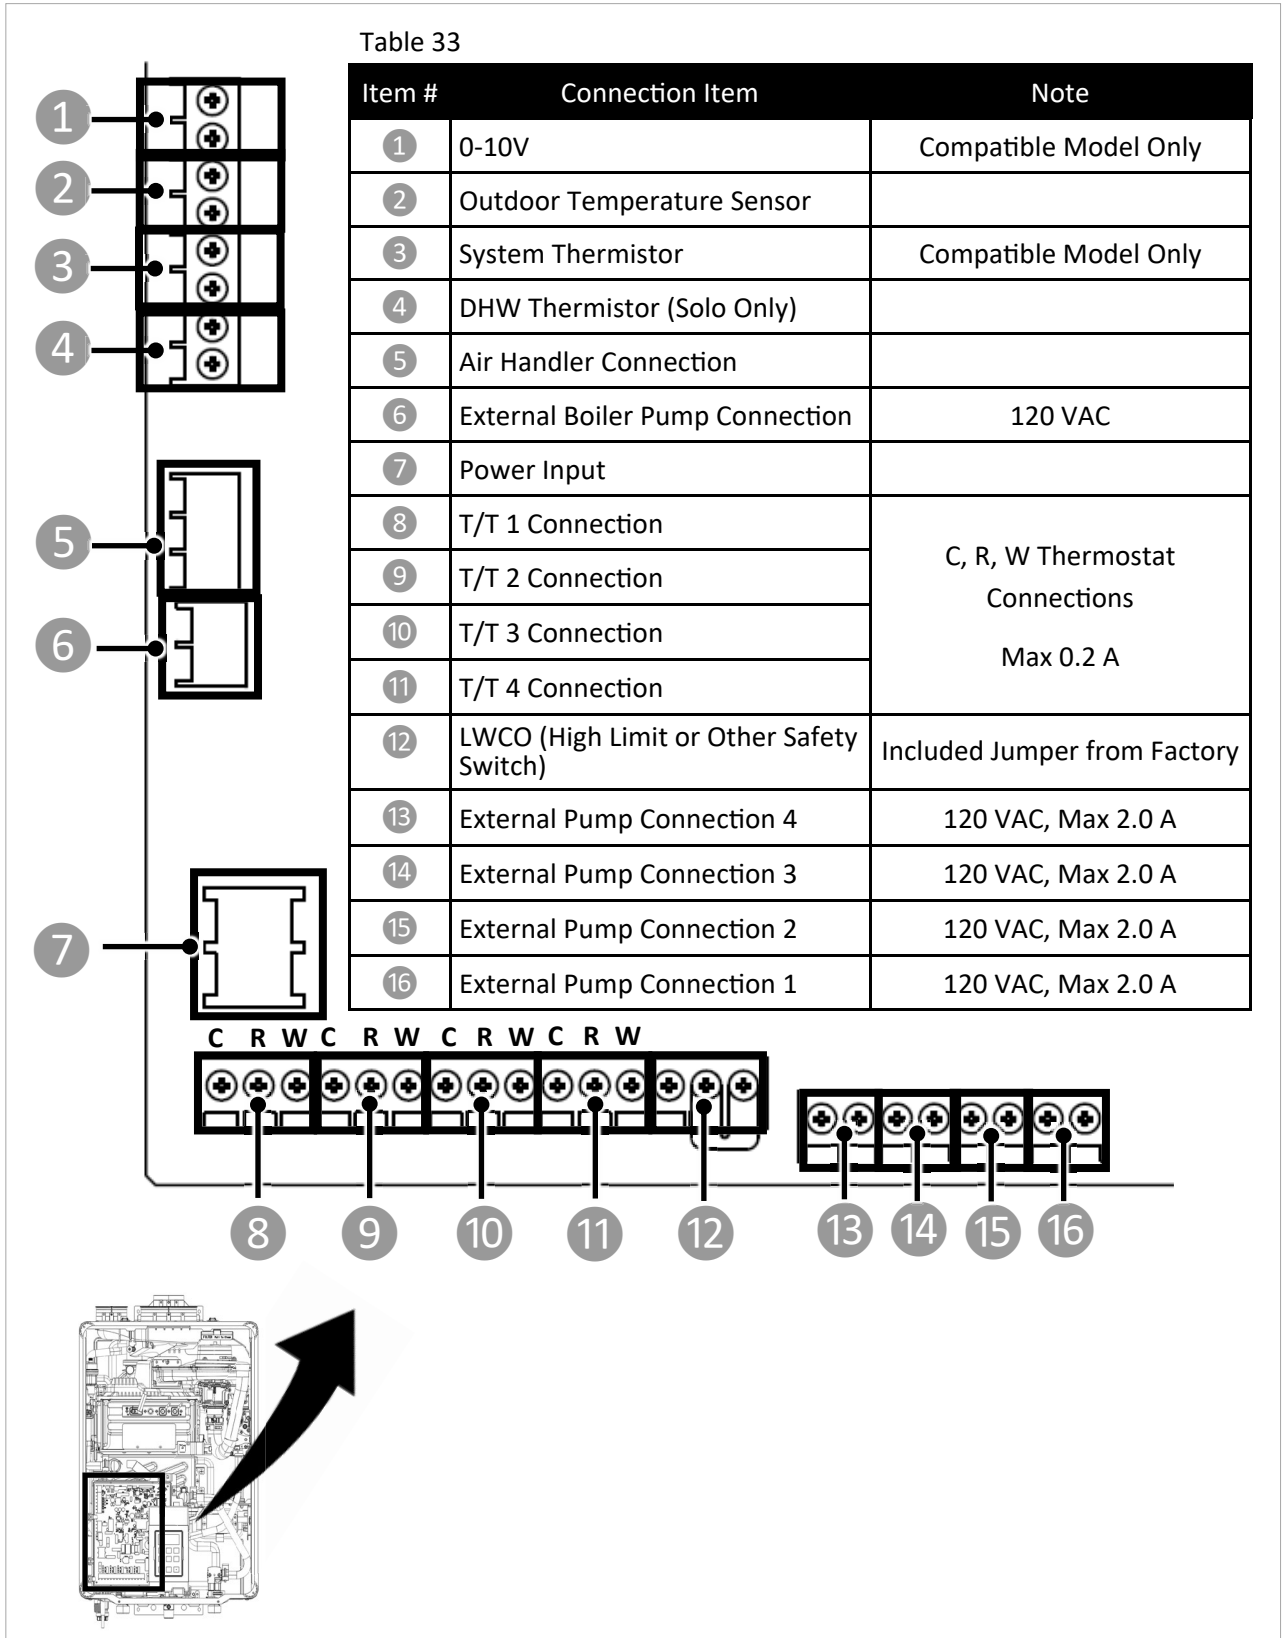 Table 33
Item # Connection Item Note
1 0-10V Compatible Model Only
2 Outdoor Temperature Sensor
3 System Thermistor Compatible Model Only
4 DHW Thermistor (Solo Only)
5 Air Handler Connection
6 External Boiler Pump Connection 120 VAC
7 Power Input
8 T/T 1 Connection
9 T/T 2 Connection
10 T/T 3 Connection
11 T/T 4 Connection
C, R, W Thermostat
Connections
Max 0.2 A
12 LWCO (High Limit or Other Safety
Switch)
Included Jumper from Factory
13 External Pump Connection 4 120 VAC, Max 2.0 A
14 External Pump Connection 3 120 VAC, Max 2.0 A
15 External Pump Connection 2 120 VAC, Max 2.0 A
16 External Pump Connection 1 120 VAC, Max 2.0 A
1
2
3
4
5
6
7
C R W C R W C R W C R W
8 9 10 11 12 13 14 15 16